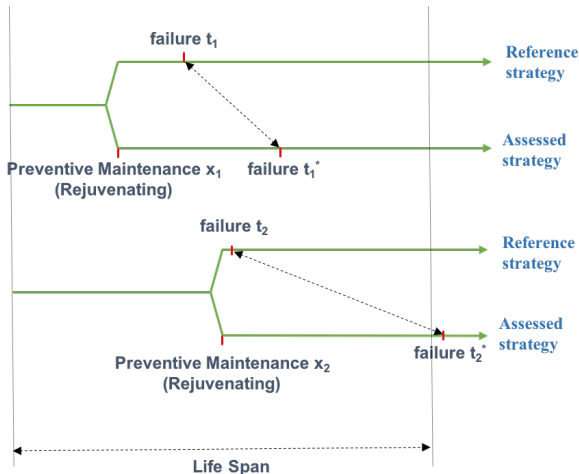 failure t₁
Reference
strategy
Preventive Maintenance x₁
(Rejuvenating)
failure t₁*
Assessed
strategy
failure t₂
Reference
strategy
Preventive Maintenance x₂
(Rejuvenating)
failure t₂*
Assessed
strategy
Life Span